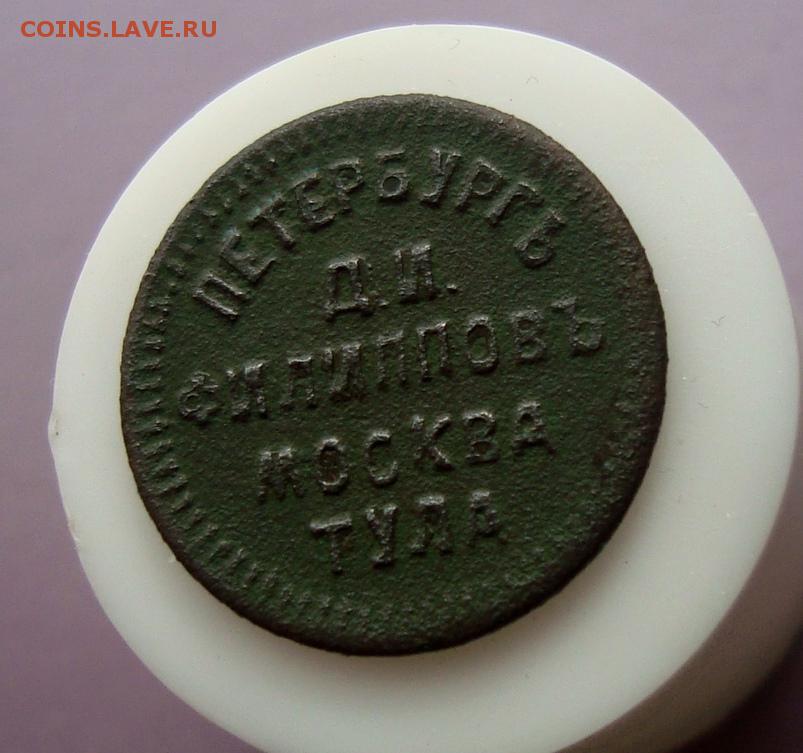 COINS.LAVE.RU
ПЕТЕРБУРГЪ
Д.И.
ФИЛИППОВЪ
МОСКВА
ТУЛА